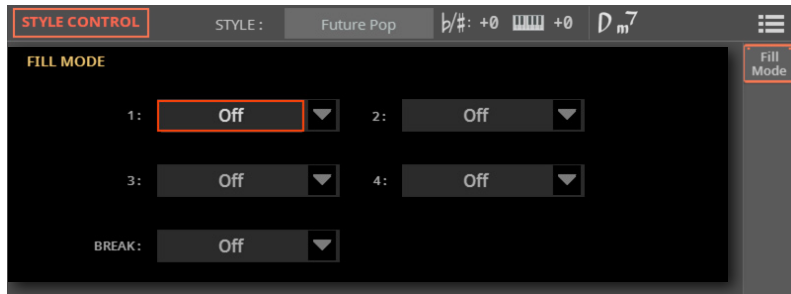 STYLE CONTROL STYLE : Future Pop ♭/♯: +0 +0 Dm7
FILL MODE
Fill
Mode
1: Off 2: Off
3: Off 4: Off
BREAK: Off